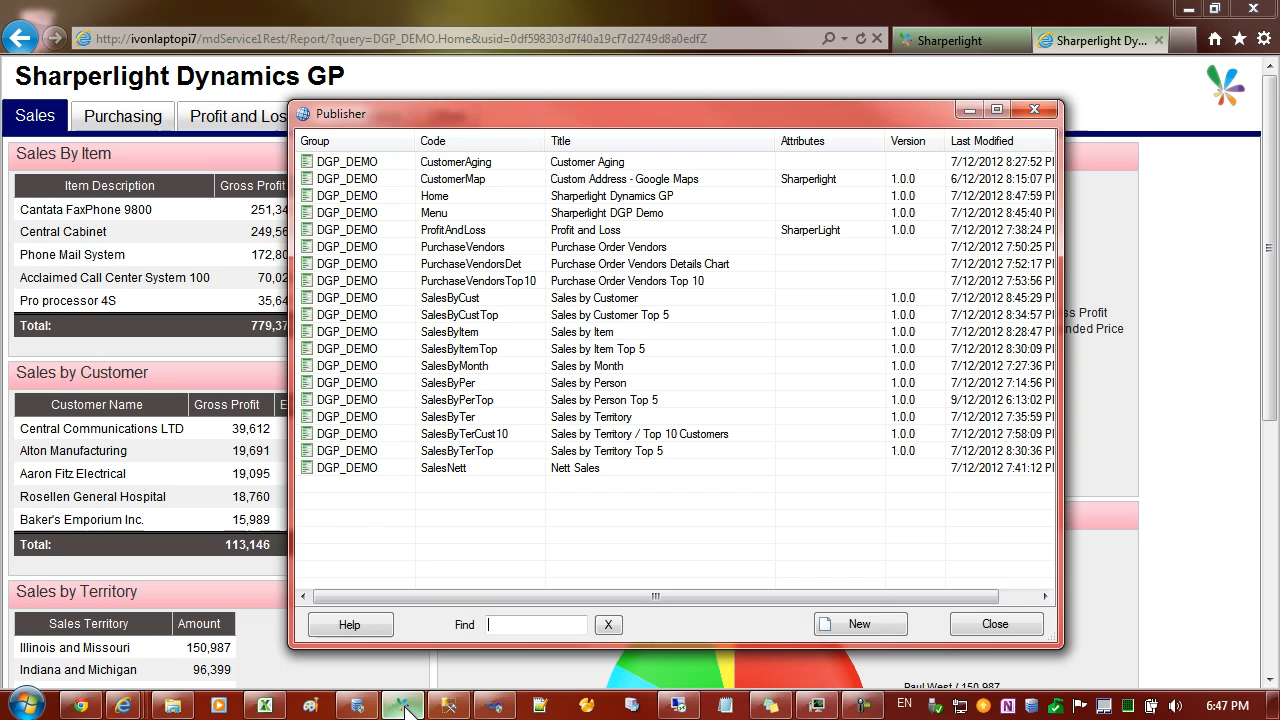 http://ivonlaptopi7/mdService1Rest/Report/?query=DGP_DEMO.Home&usid=0df598303d7f40a19cf7d2749d8a0edfZ
Sharperlight
Sharperlight Dy...
Sharperlight Dynamics GP
Sales
Purchasing
Profit and Los
Sales By Item
Item Description Gross Profit
Cantata FaxPhone 9800 251,34
Central Cabinet 249,56
Phone Mail System 172,80
Acclaimed Call Center System 100 70,02
Pro processor 4S 35,64
Total: 779,37
Sales by Customer
Customer Name Gross Profit E
Central Communications LTD 39,612
Alton Manufacturing 19,691
Aaron Fitz Electrical 19,095
Rosellen General Hospital 18,760
Baker's Emporium Inc. 15,989
Total: 113,146
Sales by Territory
Sales Territory Amount
Illinois and Missouri 150,987
Indiana and Michigan 96,399
Publisher
Group Code Title Attributes Version Last Modified
DGP_DEMO CustomerAging Customer Aging 7/12/2012 8:27:52 PI
DGP_DEMO CustomerMap Custom Address - Google Maps Sharperlight 1.0.0 6/12/2012 8:15:07 PI
DGP_DEMO Home Sharperlight Dynamics GP 7/12/2012 8:47:59 PI
DGP_DEMO Menu Sharperlight DGP Demo 7/12/2012 8:45:40 PI
DGP_DEMO ProfitAndLoss Profit and Loss SharperLight 1.0.0 7/12/2012 7:38:24 PI
DGP_DEMO PurchaseVendors Purchase Order Vendors 7/12/2012 7:50:25 PI
DGP_DEMO PurchaseVendorsDet Purchase Order Vendors Details Chart 7/12/2012 7:52:17 PI
DGP_DEMO PurchaseVendorsTop10 Purchase Order Vendors Top 10 7/12/2012 7:53:56 PI
DGP_DEMO SalesByCust Sales by Customer 1.0.0 7/12/2012 8:45:29 PI
DGP_DEMO SalesByCustTop Sales by Customer Top 5 1.0.0 7/12/2012 8:34:57 PI
DGP_DEMO SalesByItem Sales by Item 1.0.0 7/12/2012 8:28:47 PI
DGP_DEMO SalesByItemTop Sales by Item Top 5 1.0.0 7/12/2012 8:30:09 PI
DGP_DEMO SalesByMonth Sales by Month 1.0.0 7/12/2012 7:27:36 PI
DGP_DEMO SalesByPer Sales by Person 1.0.0 7/12/2012 7:14:56 PI
DGP_DEMO SalesByPerTop Sales by Person Top 5 1.0.0 9/12/2012 6:13:02 PI
DGP_DEMO SalesByTer Sales by Territory 1.0.0 7/12/2012 7:35:59 PI
DGP_DEMO SalesByTerCust10 Sales by Territory / Top 10 Customers 1.0.0 7/12/2012 7:58:09 PI
DGP_DEMO SalesByTerTop Sales by Territory Top 5 1.0.0 7/12/2012 8:30:36 PI
DGP_DEMO SalesNett Nett Sales 7/12/2012 7:41:12 PI
Help Find X New Close
ss Profit
nded Price
Paul West / 150,987
EN
6:47 PM